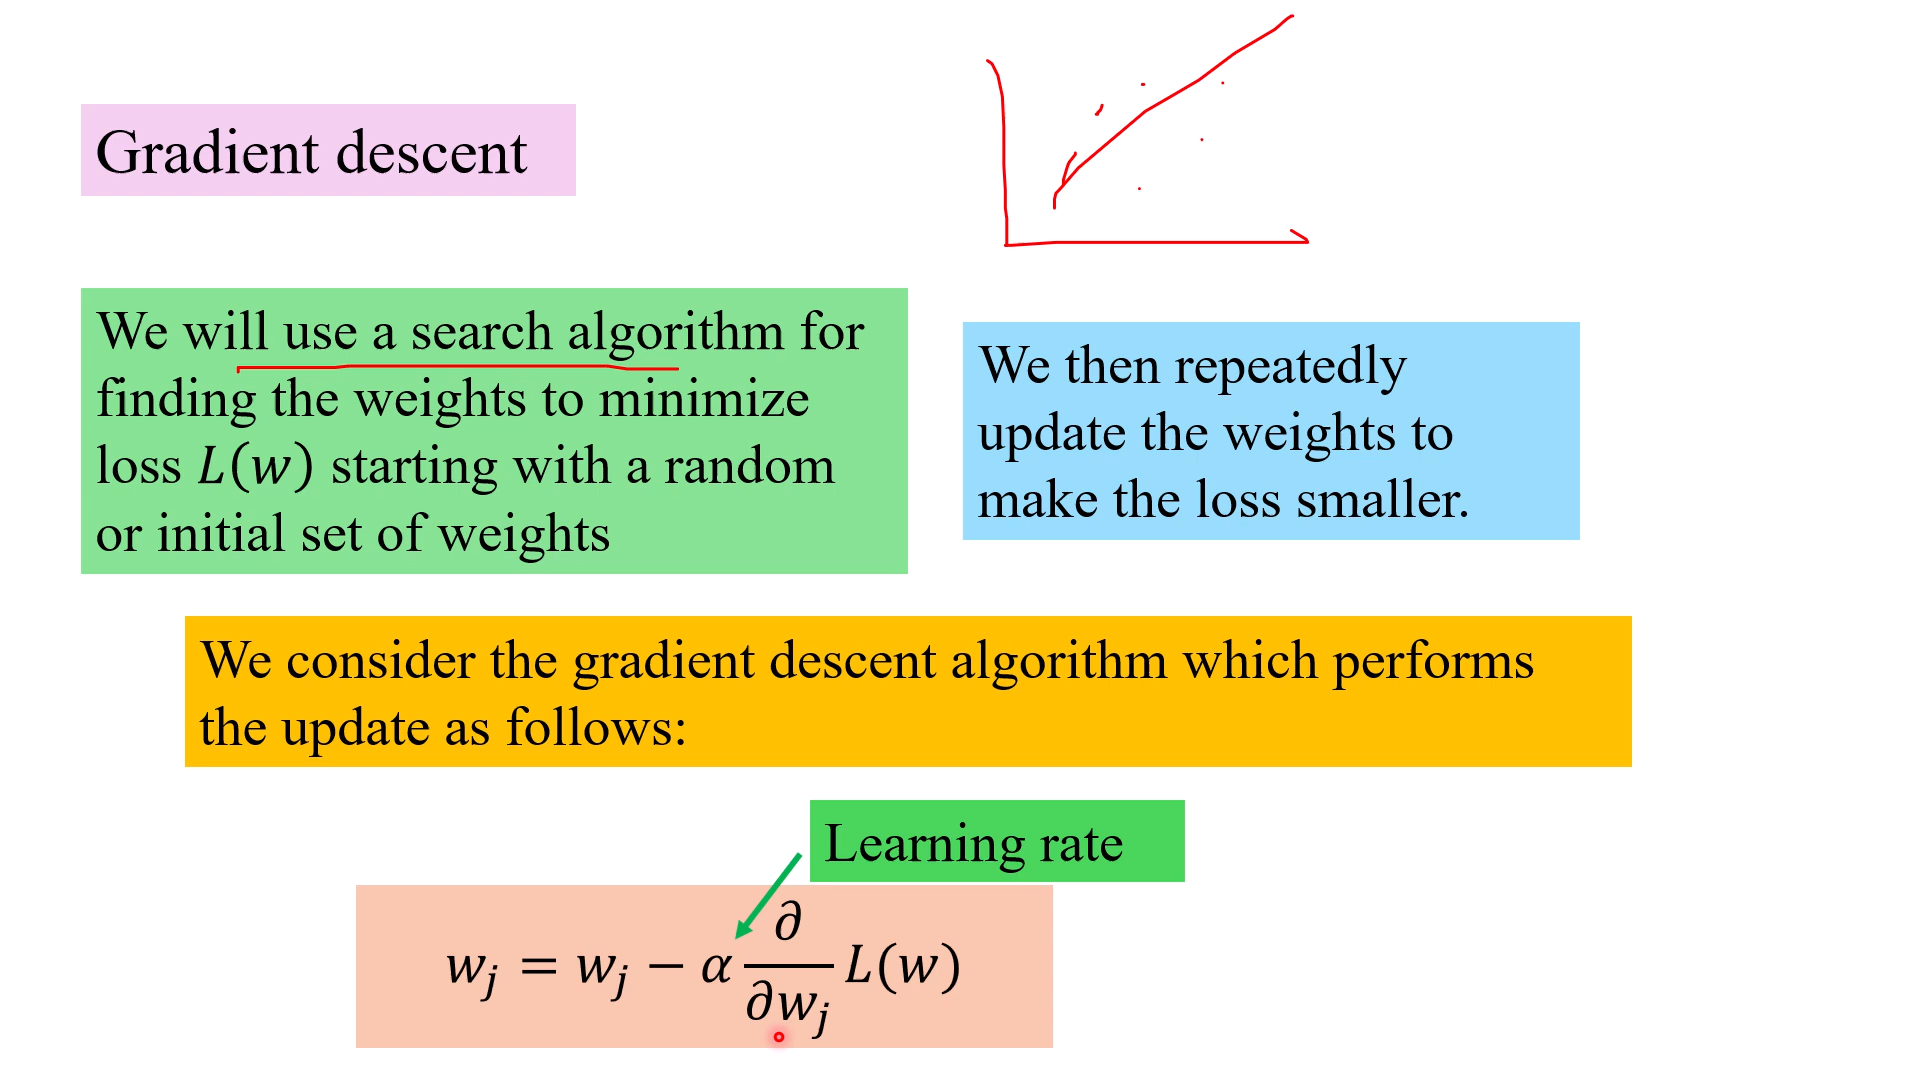 Gradient descent
We will use a search algorithm for
finding the weights to minimize
loss L(w) starting with a random
or initial set of weights
We then repeatedly
update the weights to
make the loss smaller.
We consider the gradient descent algorithm which performs
the update as follows:
Learning rate
w_j = w_j − α ∂/∂w_j L(w)